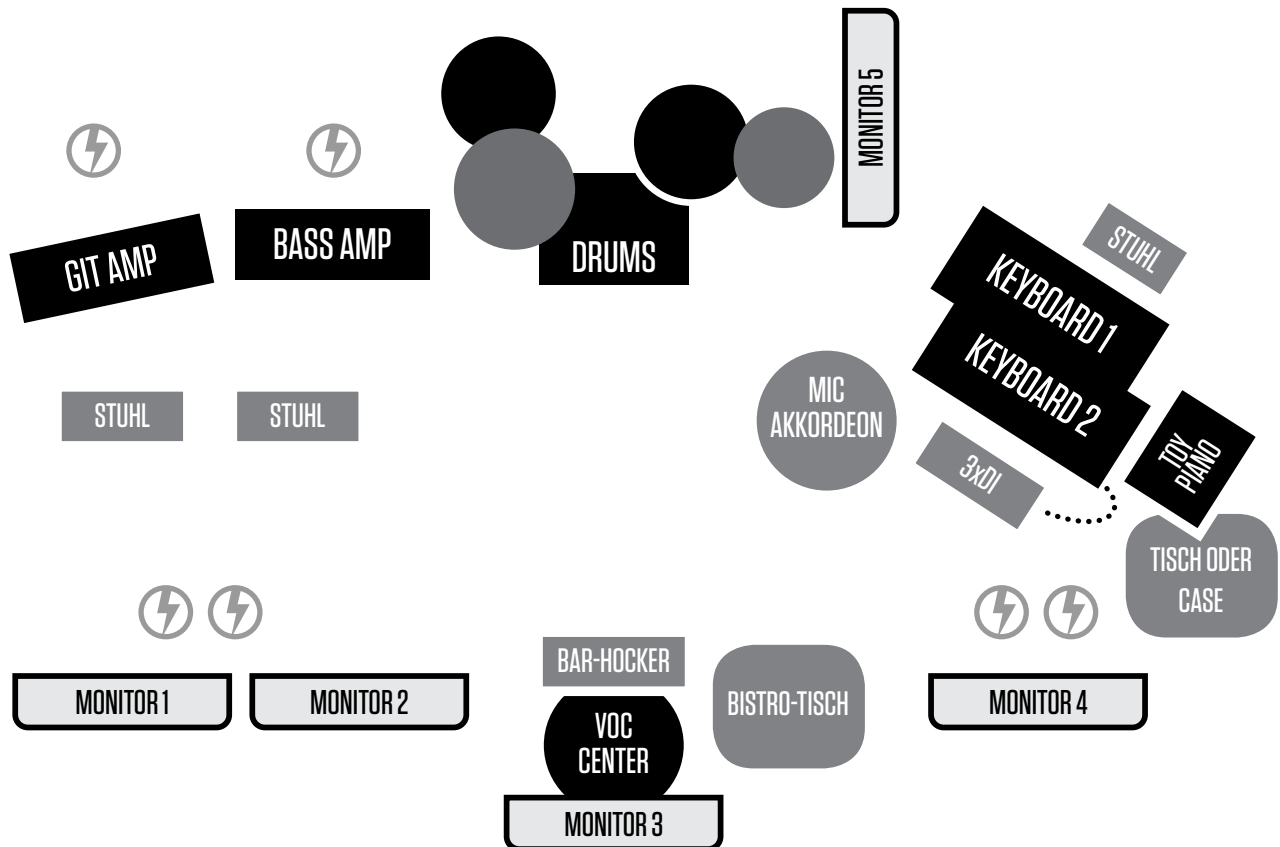 MONITOR 5
GIT AMP
BASS AMP
DRUMS
STUHL
KEYBOARD 1
KEYBOARD 2
STUHL
STUHL
MIC
AKKORDEON
3xDI
TOY
PIANO
TISCH ODER
CASE
BAR-HOCKER
MONITOR 1
MONITOR 2
VOC
CENTER
BISTRO-TISCH
MONITOR 4
MONITOR 3